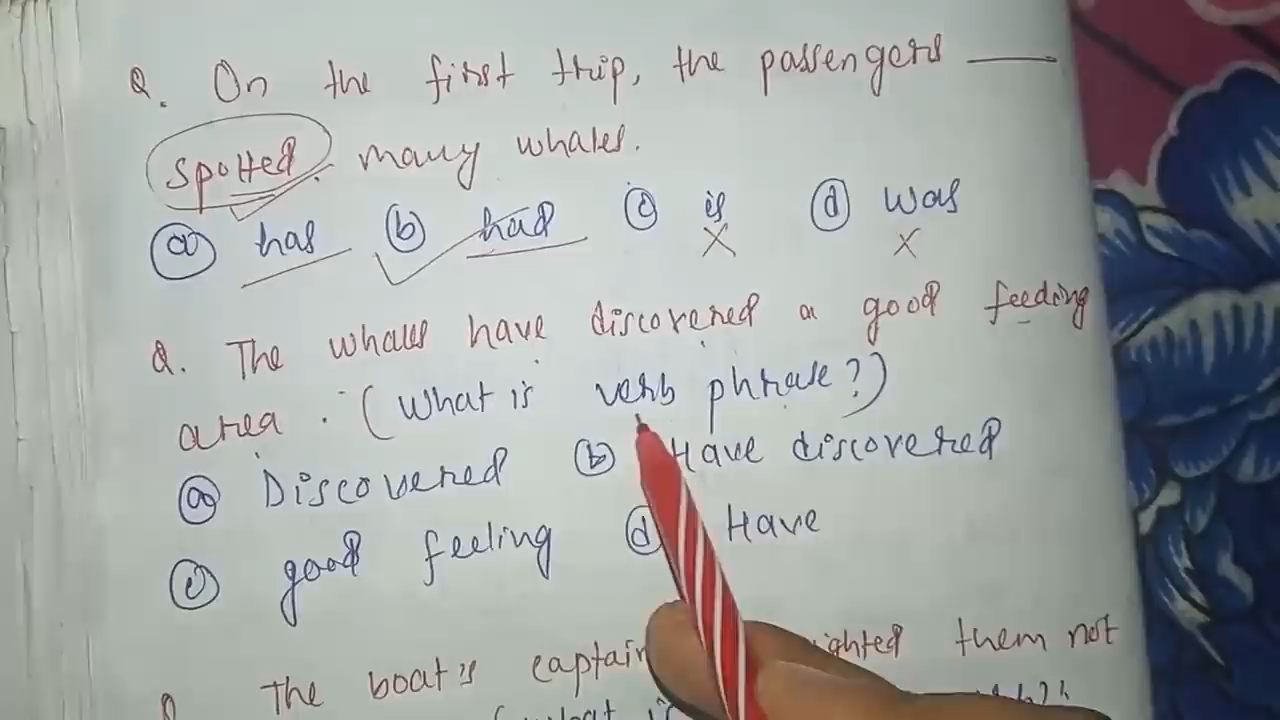 Q. On the first trip, the passengers ___
spotted many whales.
(a) has (b) had (c) is (d) was
Q. The whales have discovered a good feeding
area. (What is verb phrase?)
(a) Discovered (b) Have discovered
(c) good feeling (d) Have
The boat's captain ighted them not